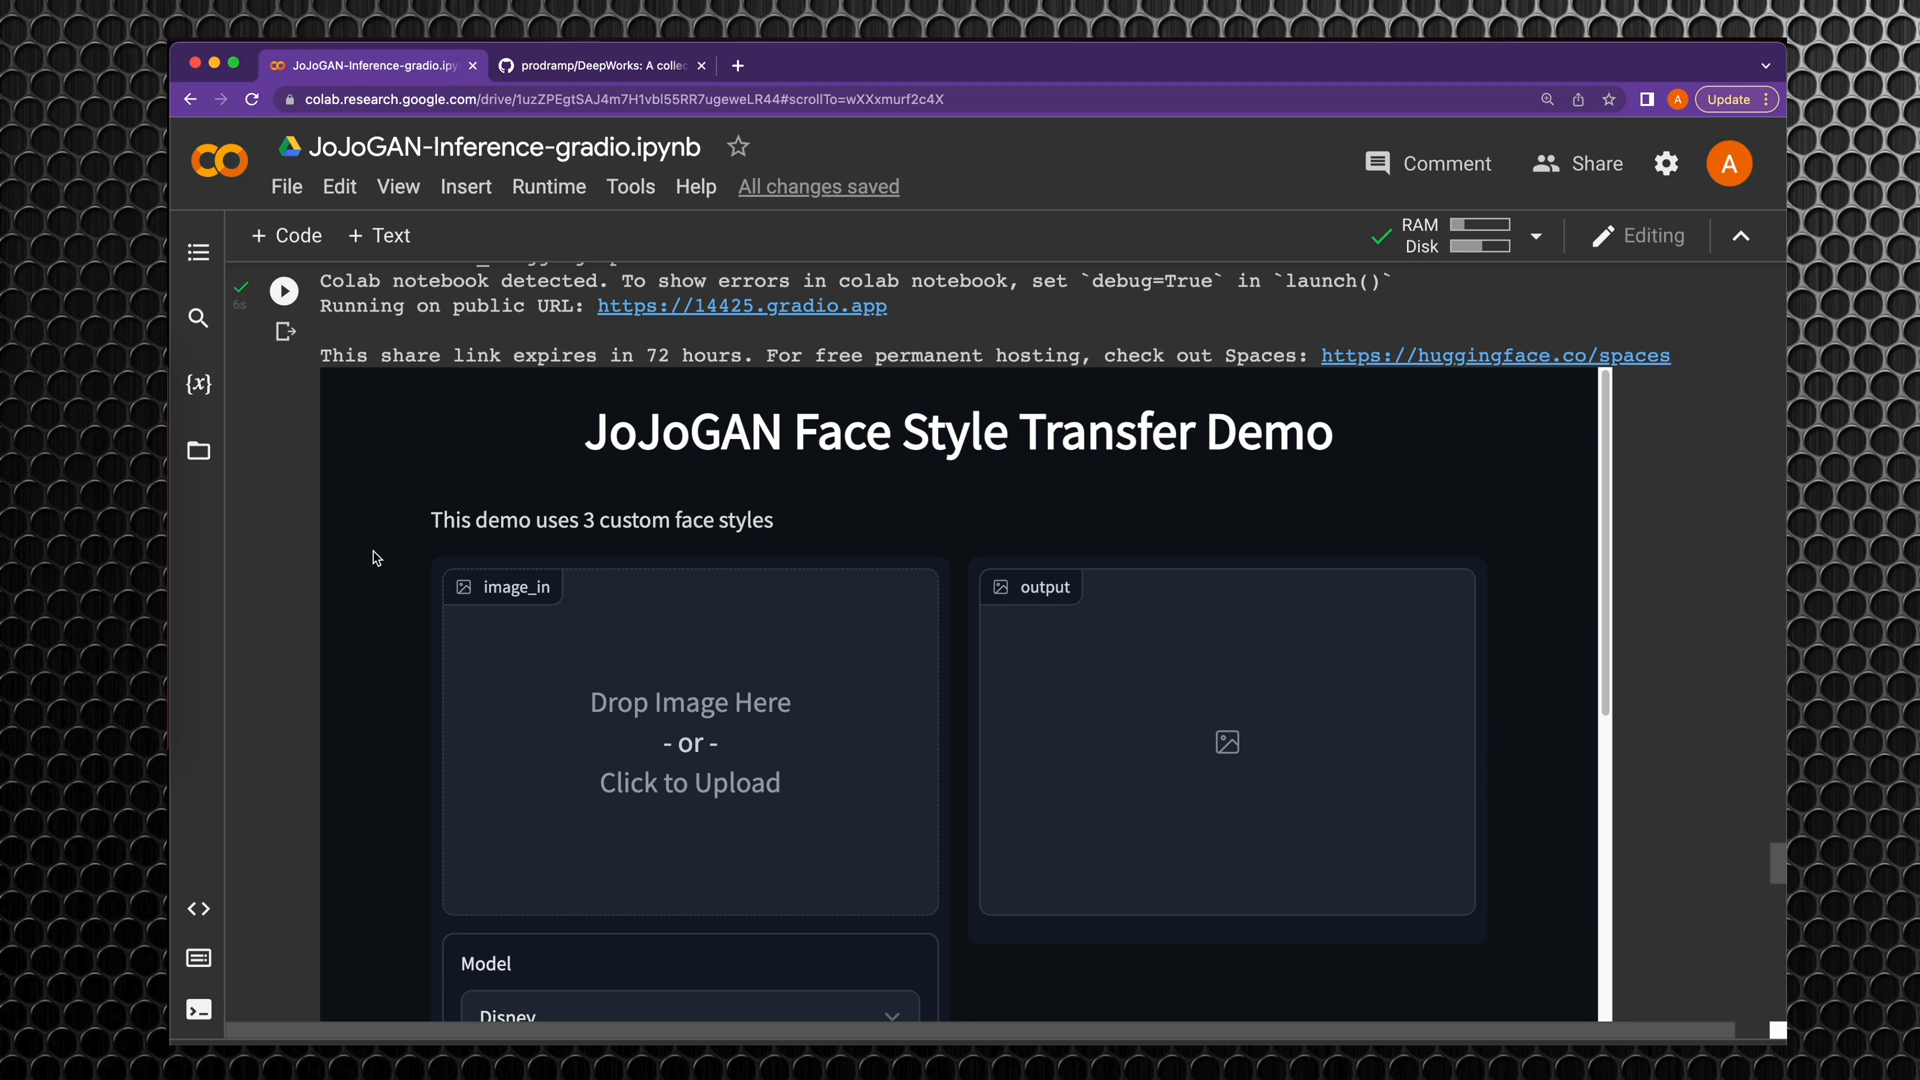 JoJoGAN-Inference-gradio.ipy
prodramp/DeepWorks: A collec
colab.research.google.com/drive/1uzZPEgtSAJ4m7H1vbl55RR7ugeweLR44#scrollTo=wXXxmurf2c4X
A
Update
JoJoGAN-Inference-gradio.ipynb
Comment
Share
A
File Edit View Insert Runtime Tools Help All changes saved
+ Code + Text
RAM
Disk
Editing
6s
Colab notebook detected. To show errors in colab notebook, set `debug=True` in `launch()`
Running on public URL: https://14425.gradio.app
This share link expires in 72 hours. For free permanent hosting, check out Spaces: https://huggingface.co/spaces
{x}
JoJoGAN Face Style Transfer Demo
This demo uses 3 custom face styles
image_in
output
Drop Image Here
- or -
Click to Upload
Model
Disney